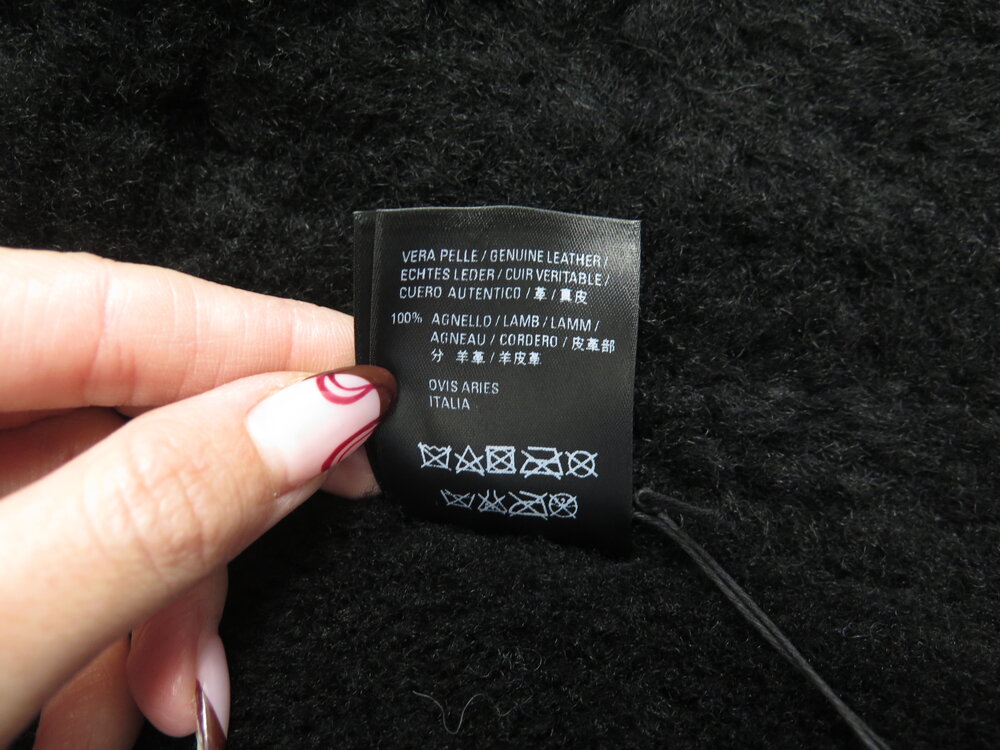 VERA PELLE / GENUINE LEATHER /
ECHTES LEDER / CUIR VERITABLE /
CUERO AUTENTICO / 革 / 真皮
100% AGNELLO / LAMB / LAMM /
AGNEAU / CORDERO / 皮革部
分 羊革 / 羊皮革
OVIS ARIES
ITALIA